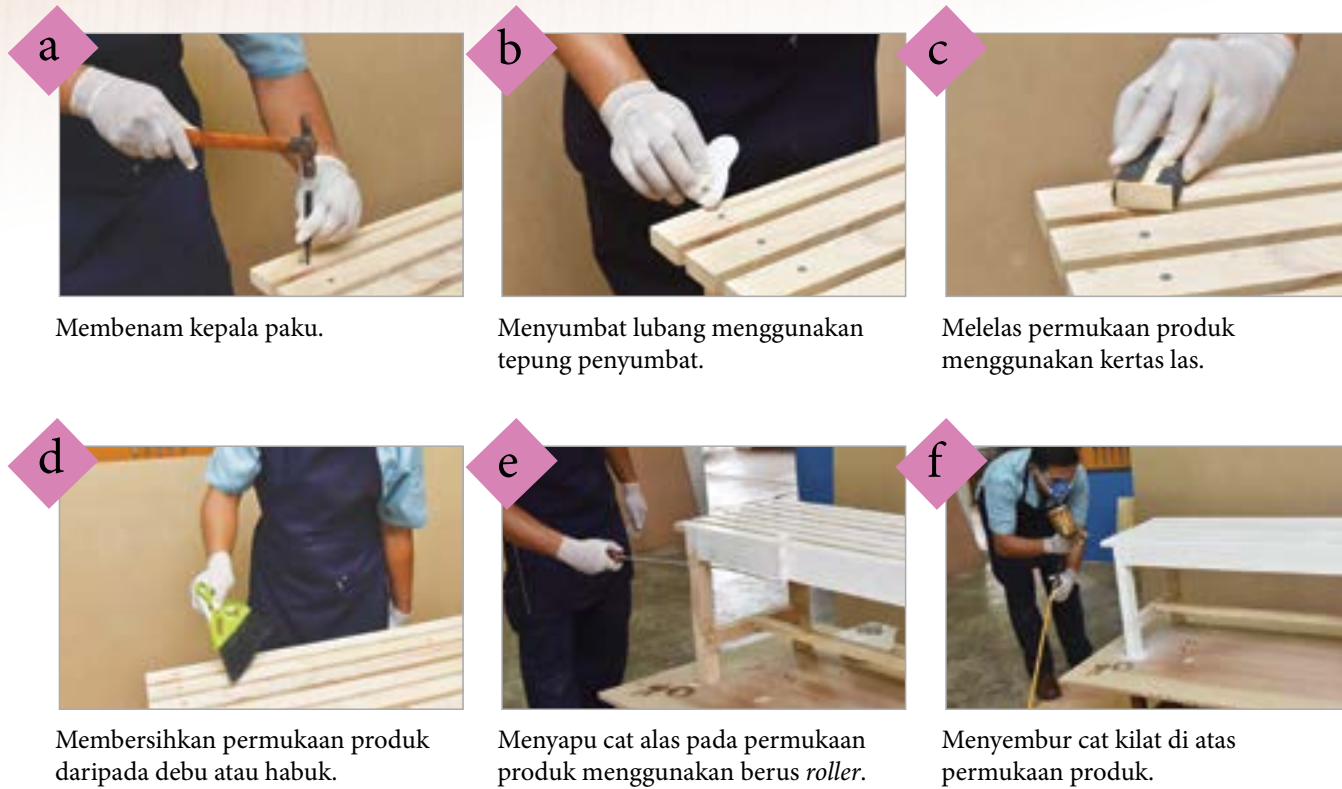 a
b
c
Membenam kepala paku.
Menyumbat lubang menggunakan
tepung penyumbat.
Melelas permukaan produk
menggunakan kertas las.
d
e
f
Membersihkan permukaan produk
daripada debu atau habuk.
Menyapu cat alas pada permukaan
produk menggunakan berus roller.
Menyembur cat kilat di atas
permukaan produk.